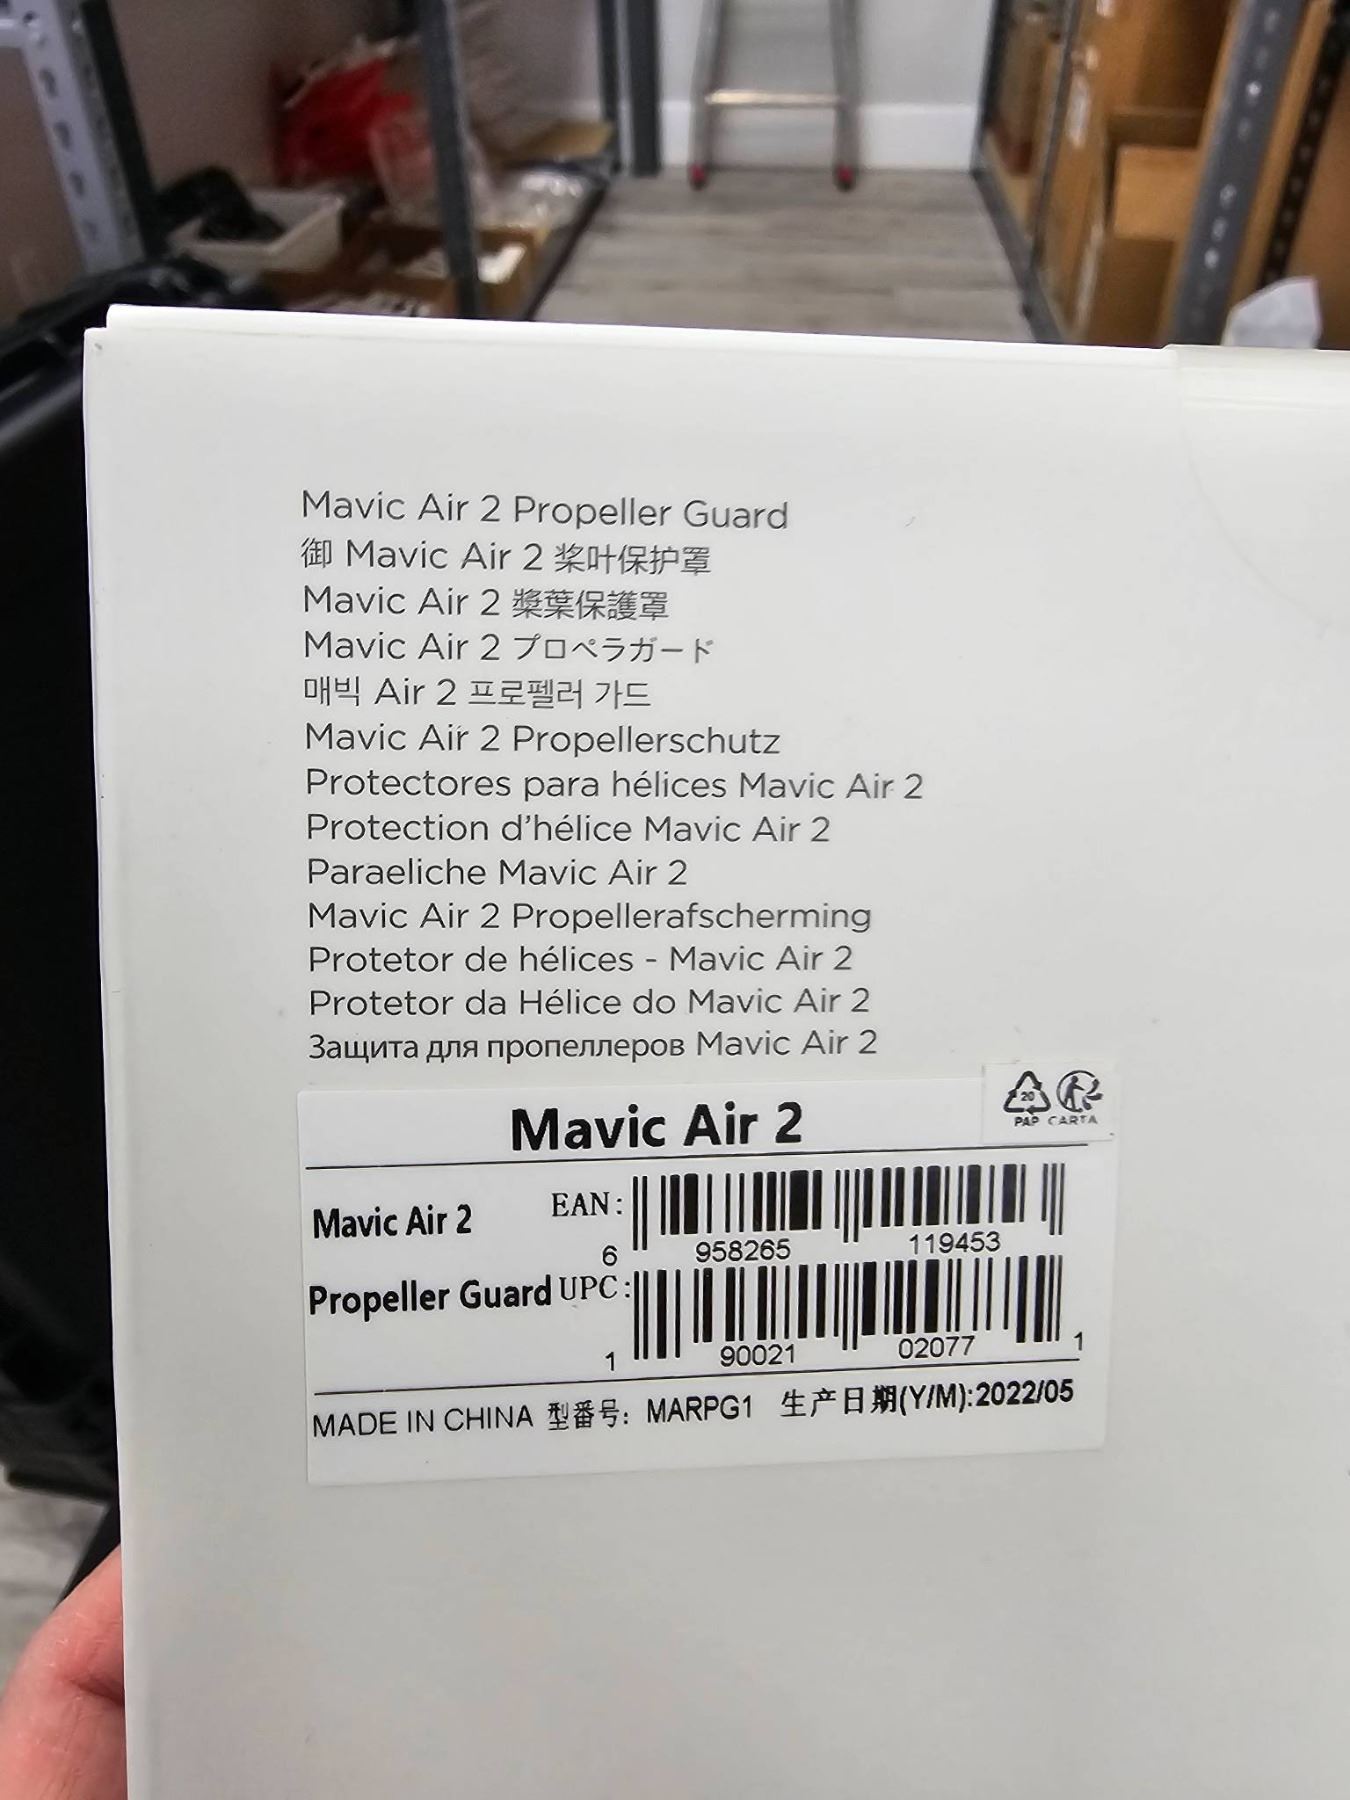 Mavic Air 2 Propeller Guard
御 Mavic Air 2 桨叶保护罩
Mavic Air 2 槳葉保護罩
Mavic Air 2 プロペラガード
매빅 Air 2 프로펠러 가드
Mavic Air 2 Propellerschutz
Protectores para hélices Mavic Air 2
Protection d’hélice Mavic Air 2
Paraeliche Mavic Air 2
Mavic Air 2 Propellerafscherming
Protetor de hélices - Mavic Air 2
Protetor da Hélice do Mavic Air 2
Защита для пропеллеров Mavic Air 2
20
PAP CARTA
Mavic Air 2
Mavic Air 2 EAN:
6 958265 119453
Propeller Guard UPC:
1 90021 02077 1
MADE IN CHINA 型番号: MARPG1 生产日期(Y/M):2022/05